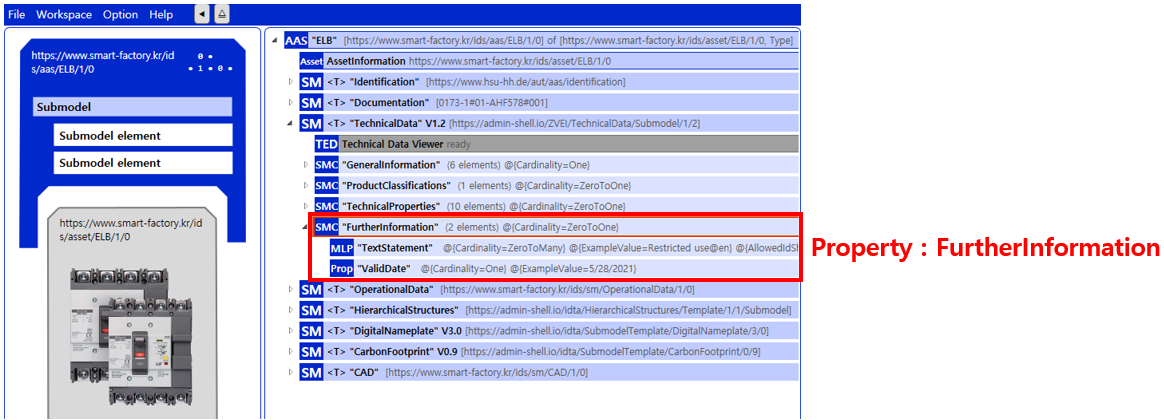 File Workspace Option Help
https://www.smart-factory.kr/id
s/aas/ELB/1/0
0
1 0
Submodel
Submodel element
Submodel element
https://www.smart-factory.kr/id
s/asset/ELB/1/0
AAS "ELB" [https://www.smart-factory.kr/ids/aas/ELB/1/0] of [https://www.smart-factory.kr/ids/asset/ELB/1/0, Type]
Asset AssetInformation https://www.smart-factory.kr/ids/asset/ELB/1/0
SM <T> "Identification" [https://www.hsu-hh.de/aut/aas/identification]
SM <T> "Documentation" [0173-1#01-AHF578#001]
SM <T> "TechnicalData" V1.2 [https://admin-shell.io/ZVEI/TechnicalData/Submodel/1/2]
TED Technical Data Viewer ready
SMC "GeneralInformation" (6 elements) @{Cardinality=One}
SMC "ProductClassifications" (1 elements) @{Cardinality=ZeroToOne}
SMC "TechnicalProperties" (10 elements) @{Cardinality=ZeroToOne}
SMC "FurtherInformation" (2 elements) @{Cardinality=ZeroToOne}
MLP "TextStatement" @{Cardinality=ZeroToMany} @{ExampleValue=Restricted use@en} @{AllowedIdSh
Prop "ValidDate" @{Cardinality=One} @{ExampleValue=5/28/2021}
SM <T> "OperationalData" [https://www.smart-factory.kr/ids/sm/OperationalData/1/0]
SM <T> "HierarchicalStructures" [https://admin-shell.io/idta/HierarchicalStructures/Template/1/1/Submodel]
SM <T> "DigitalNameplate" V3.0 [https://admin-shell.io/idta/SubmodelTemplate/DigitalNameplate/3/0]
SM <T> "CarbonFootprint" V0.9 [https://admin-shell.io/idta/SubmodelTemplate/CarbonFootprint/0/9]
SM <T> "CAD" [https://www.smart-factory.kr/ids/sm/CAD/1/0]
Property : FurtherInformation